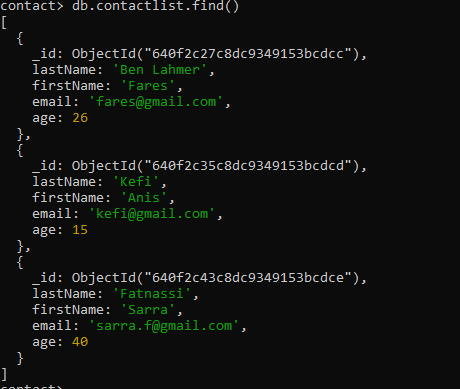 contact> db.contactlist.find()
[
  {
    _id: ObjectId("640f2c27c8dc9349153bcdcc"),
    lastName: 'Ben Lahmer',
    firstName: 'Fares',
    email: 'fares@gmail.com',
    age: 26
  },
  {
    _id: ObjectId("640f2c35c8dc9349153bcdcd"),
    lastName: 'Kefi',
    firstName: 'Anis',
    email: 'kefi@gmail.com',
    age: 15
  },
  {
    _id: ObjectId("640f2c43c8dc9349153bcdce"),
    lastName: 'Fatnassi',
    firstName: 'Sarra',
    email: 'sarra.f@gmail.com',
    age: 40
  }
]
contact>